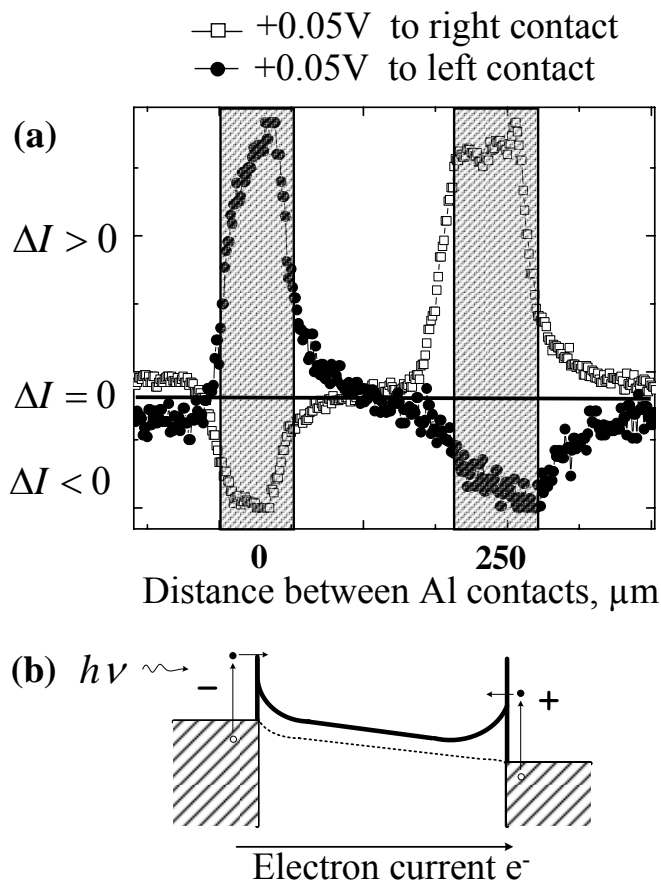 +0.05V to right contact
+0.05V to left contact
(a)
ΔI > 0
ΔI = 0
ΔI < 0
0 250
Distance between Al contacts, μm
(b) hν
− +
Electron current e⁻